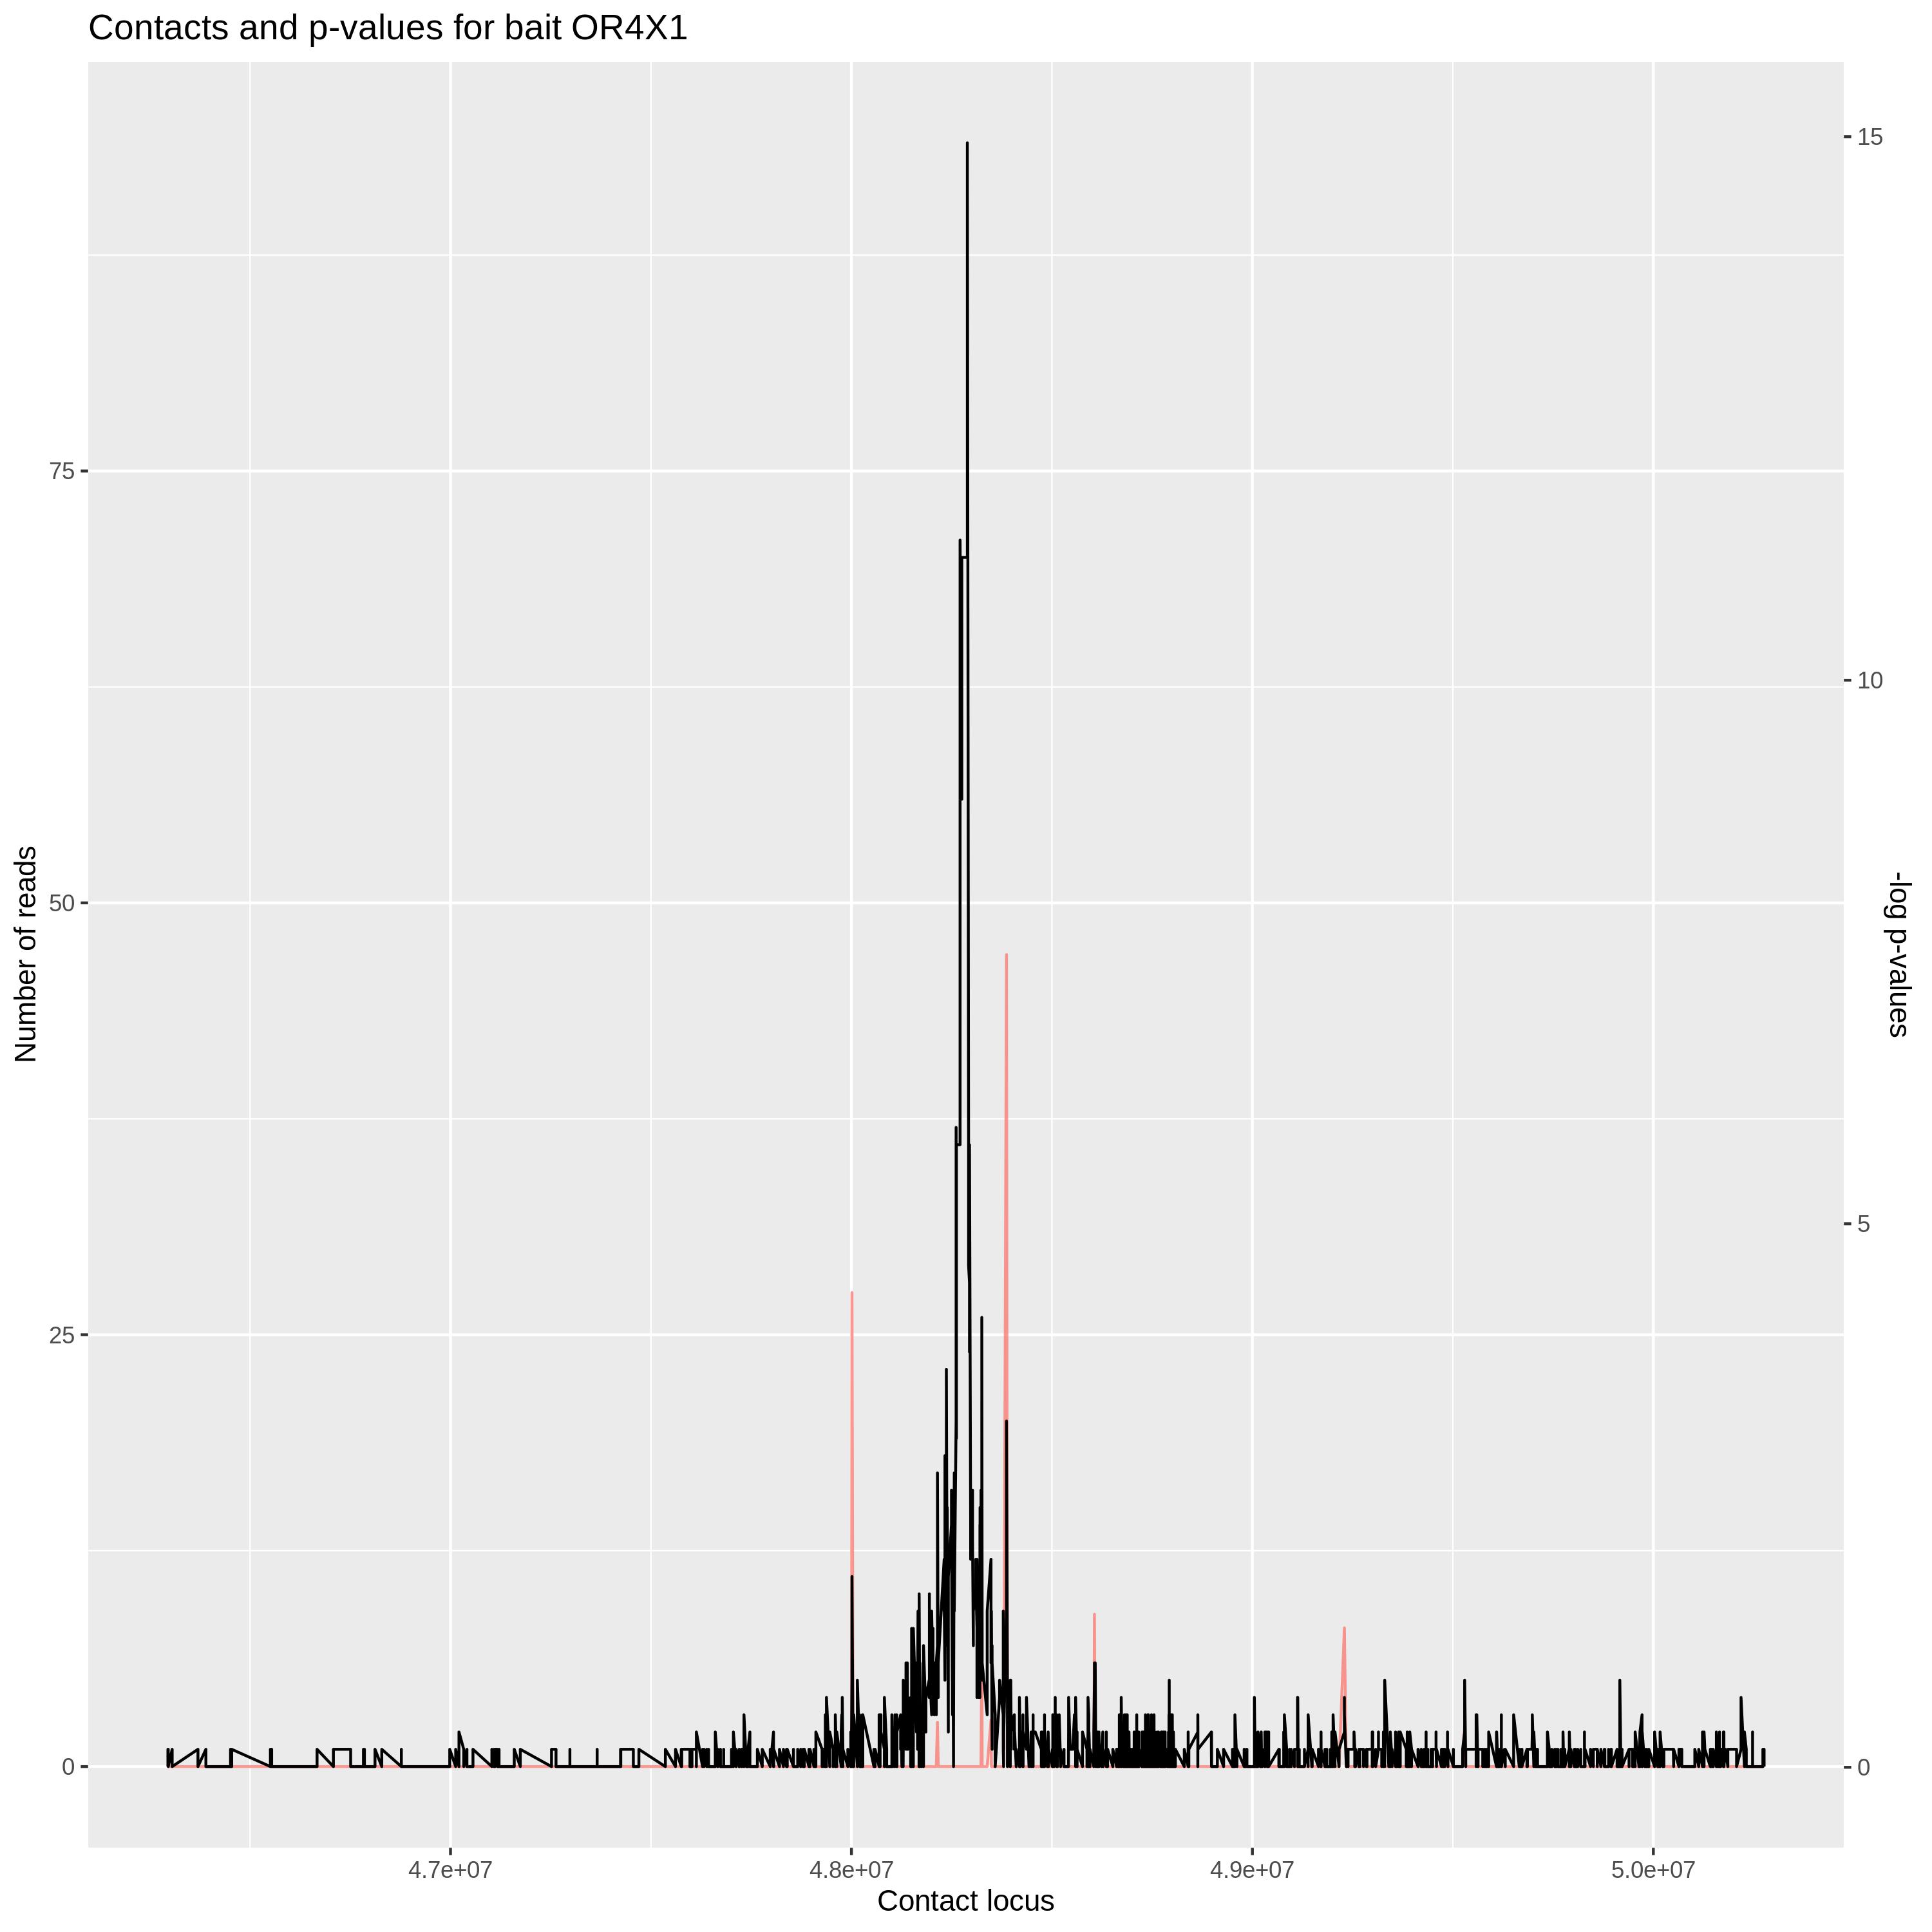 Contacts and p-values for bait OR4X1
15
75
10
50
Number of reads
-log p-values
5
25
0
0
4.7e+07
4.8e+07
4.9e+07
5.0e+07
Contact locus